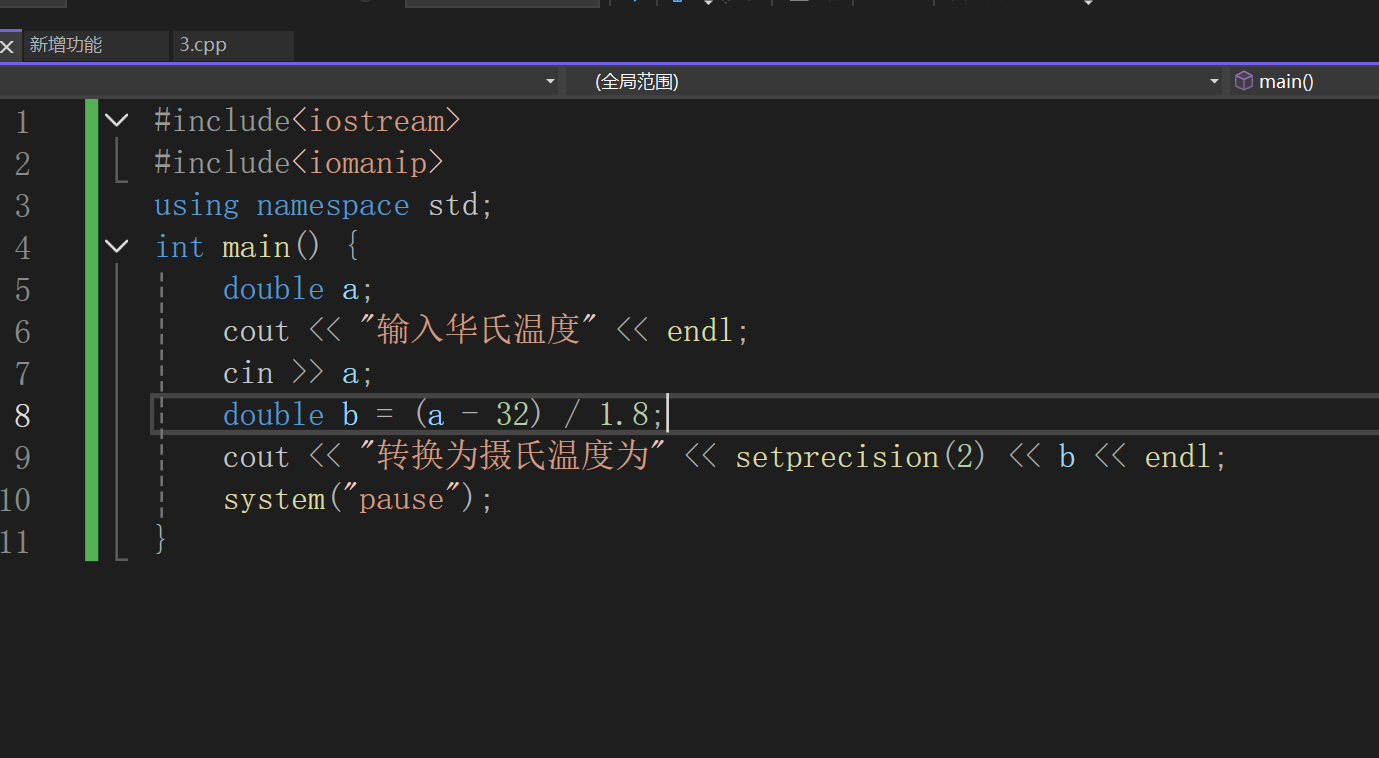 新增功能 3.cpp
(全局范围) main()
1 #include<iostream>
2 #include<iomanip>
3 using namespace std;
4 int main() {
5 double a;
6 cout << "输入华氏温度" << endl;
7 cin >> a;
8 double b = (a - 32) / 1.8;
9 cout << "转换为摄氏温度为" << setprecision(2) << b << endl;
10 system("pause");
11 }